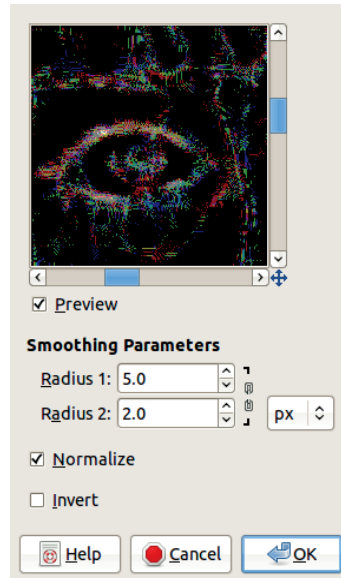 Preview
Smoothing Parameters
Radius 1: 5.0
Radius 2: 2.0 px
Normalize
Invert
Help Cancel OK